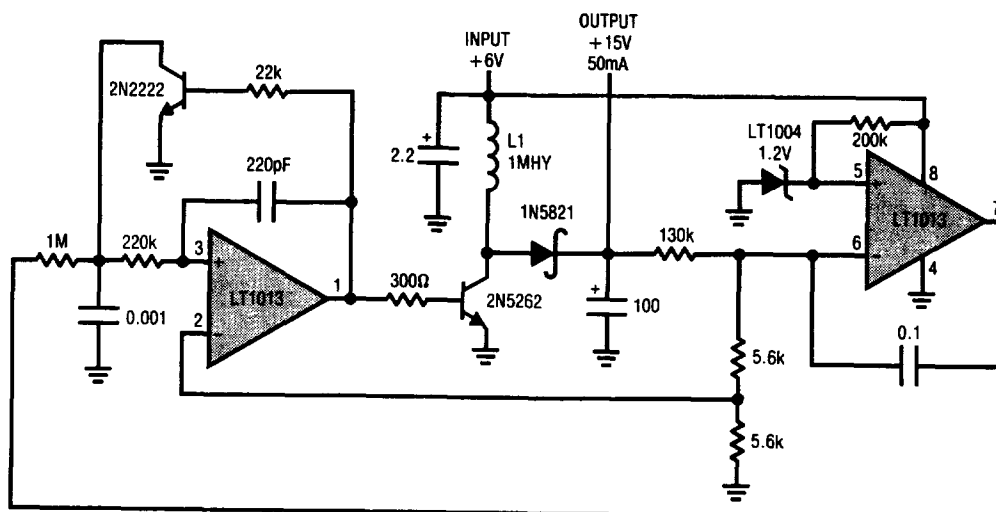 INPUT
+6V
OUTPUT
+15V
50mA
2N2222
22k
220pF
2.2
+
L1
1MHY
LT1004
1.2V
200k
8
5
+
LT1013
7
6
−
4
1N5821
130k
1M
220k
3
+
LT1013
1
2
−
0.001
300Ω
2N5262
+
100
0.1
5.6k
5.6k